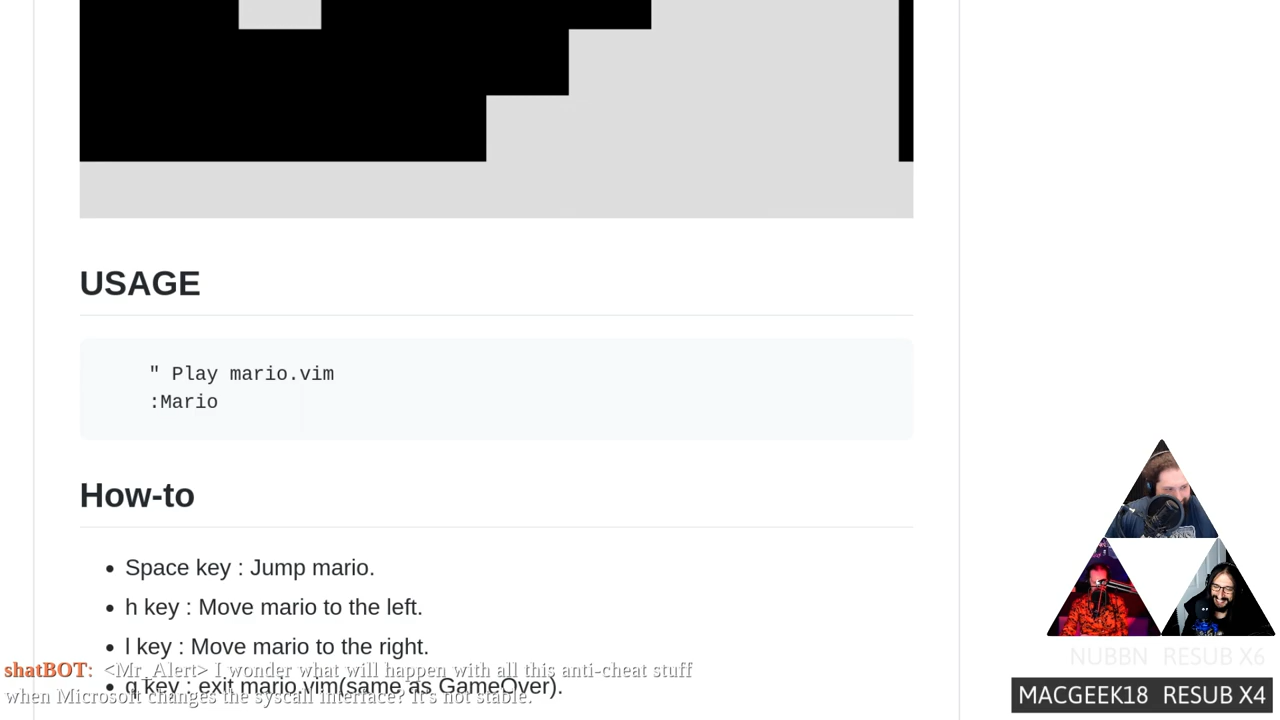 USAGE
" Play mario.vim
:Mario
How-to
• Space key : Jump mario.
• h key : Move mario to the left.
• l key : Move mario to the right.
• q key : exit mario.vim(same as GameOver).
shatBOT: <Mr_Alert> I wonder what will happen with all this anti-cheat stuff
when Microsoft changes the syscall interface? It's not stable.
NUBBN RESUB X6
MACGEEK18 RESUB X4